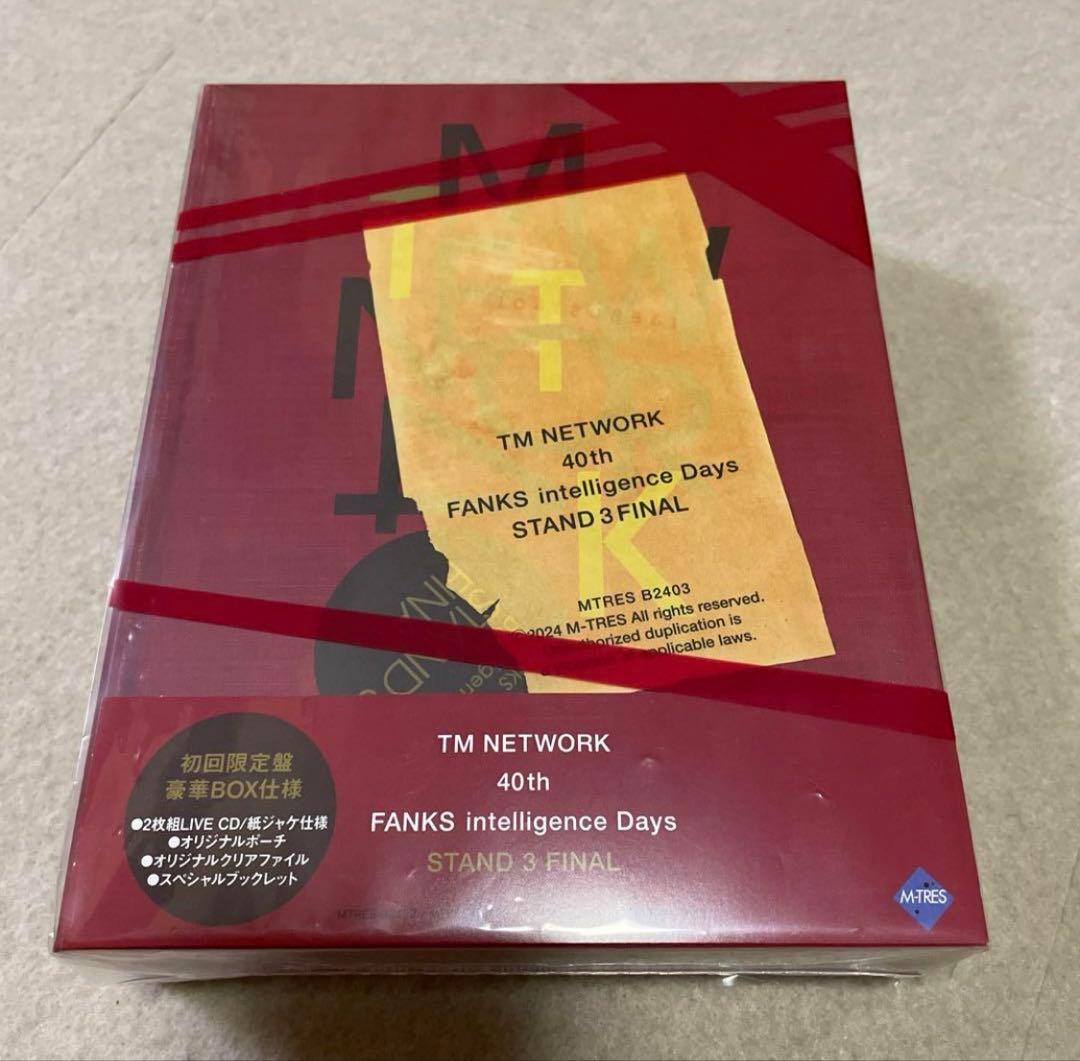 M
T
W
T
N
K
TM NETWORK
40th
FANKS intelligence Days
STAND 3 FINAL
MTRES B2403
©2024 M-TRES All rights reserved.
duplication is
laws.
TM NETWORK
40th
FANKS intelligence Days
STAND 3 FINAL
初回限定盤
豪華BOX仕様
●2枚組LIVE CD/紙ジャケ仕様
●オリジナルポーチ
●オリジナルクリアファイル
●スペシャルブックレット
M-TRES